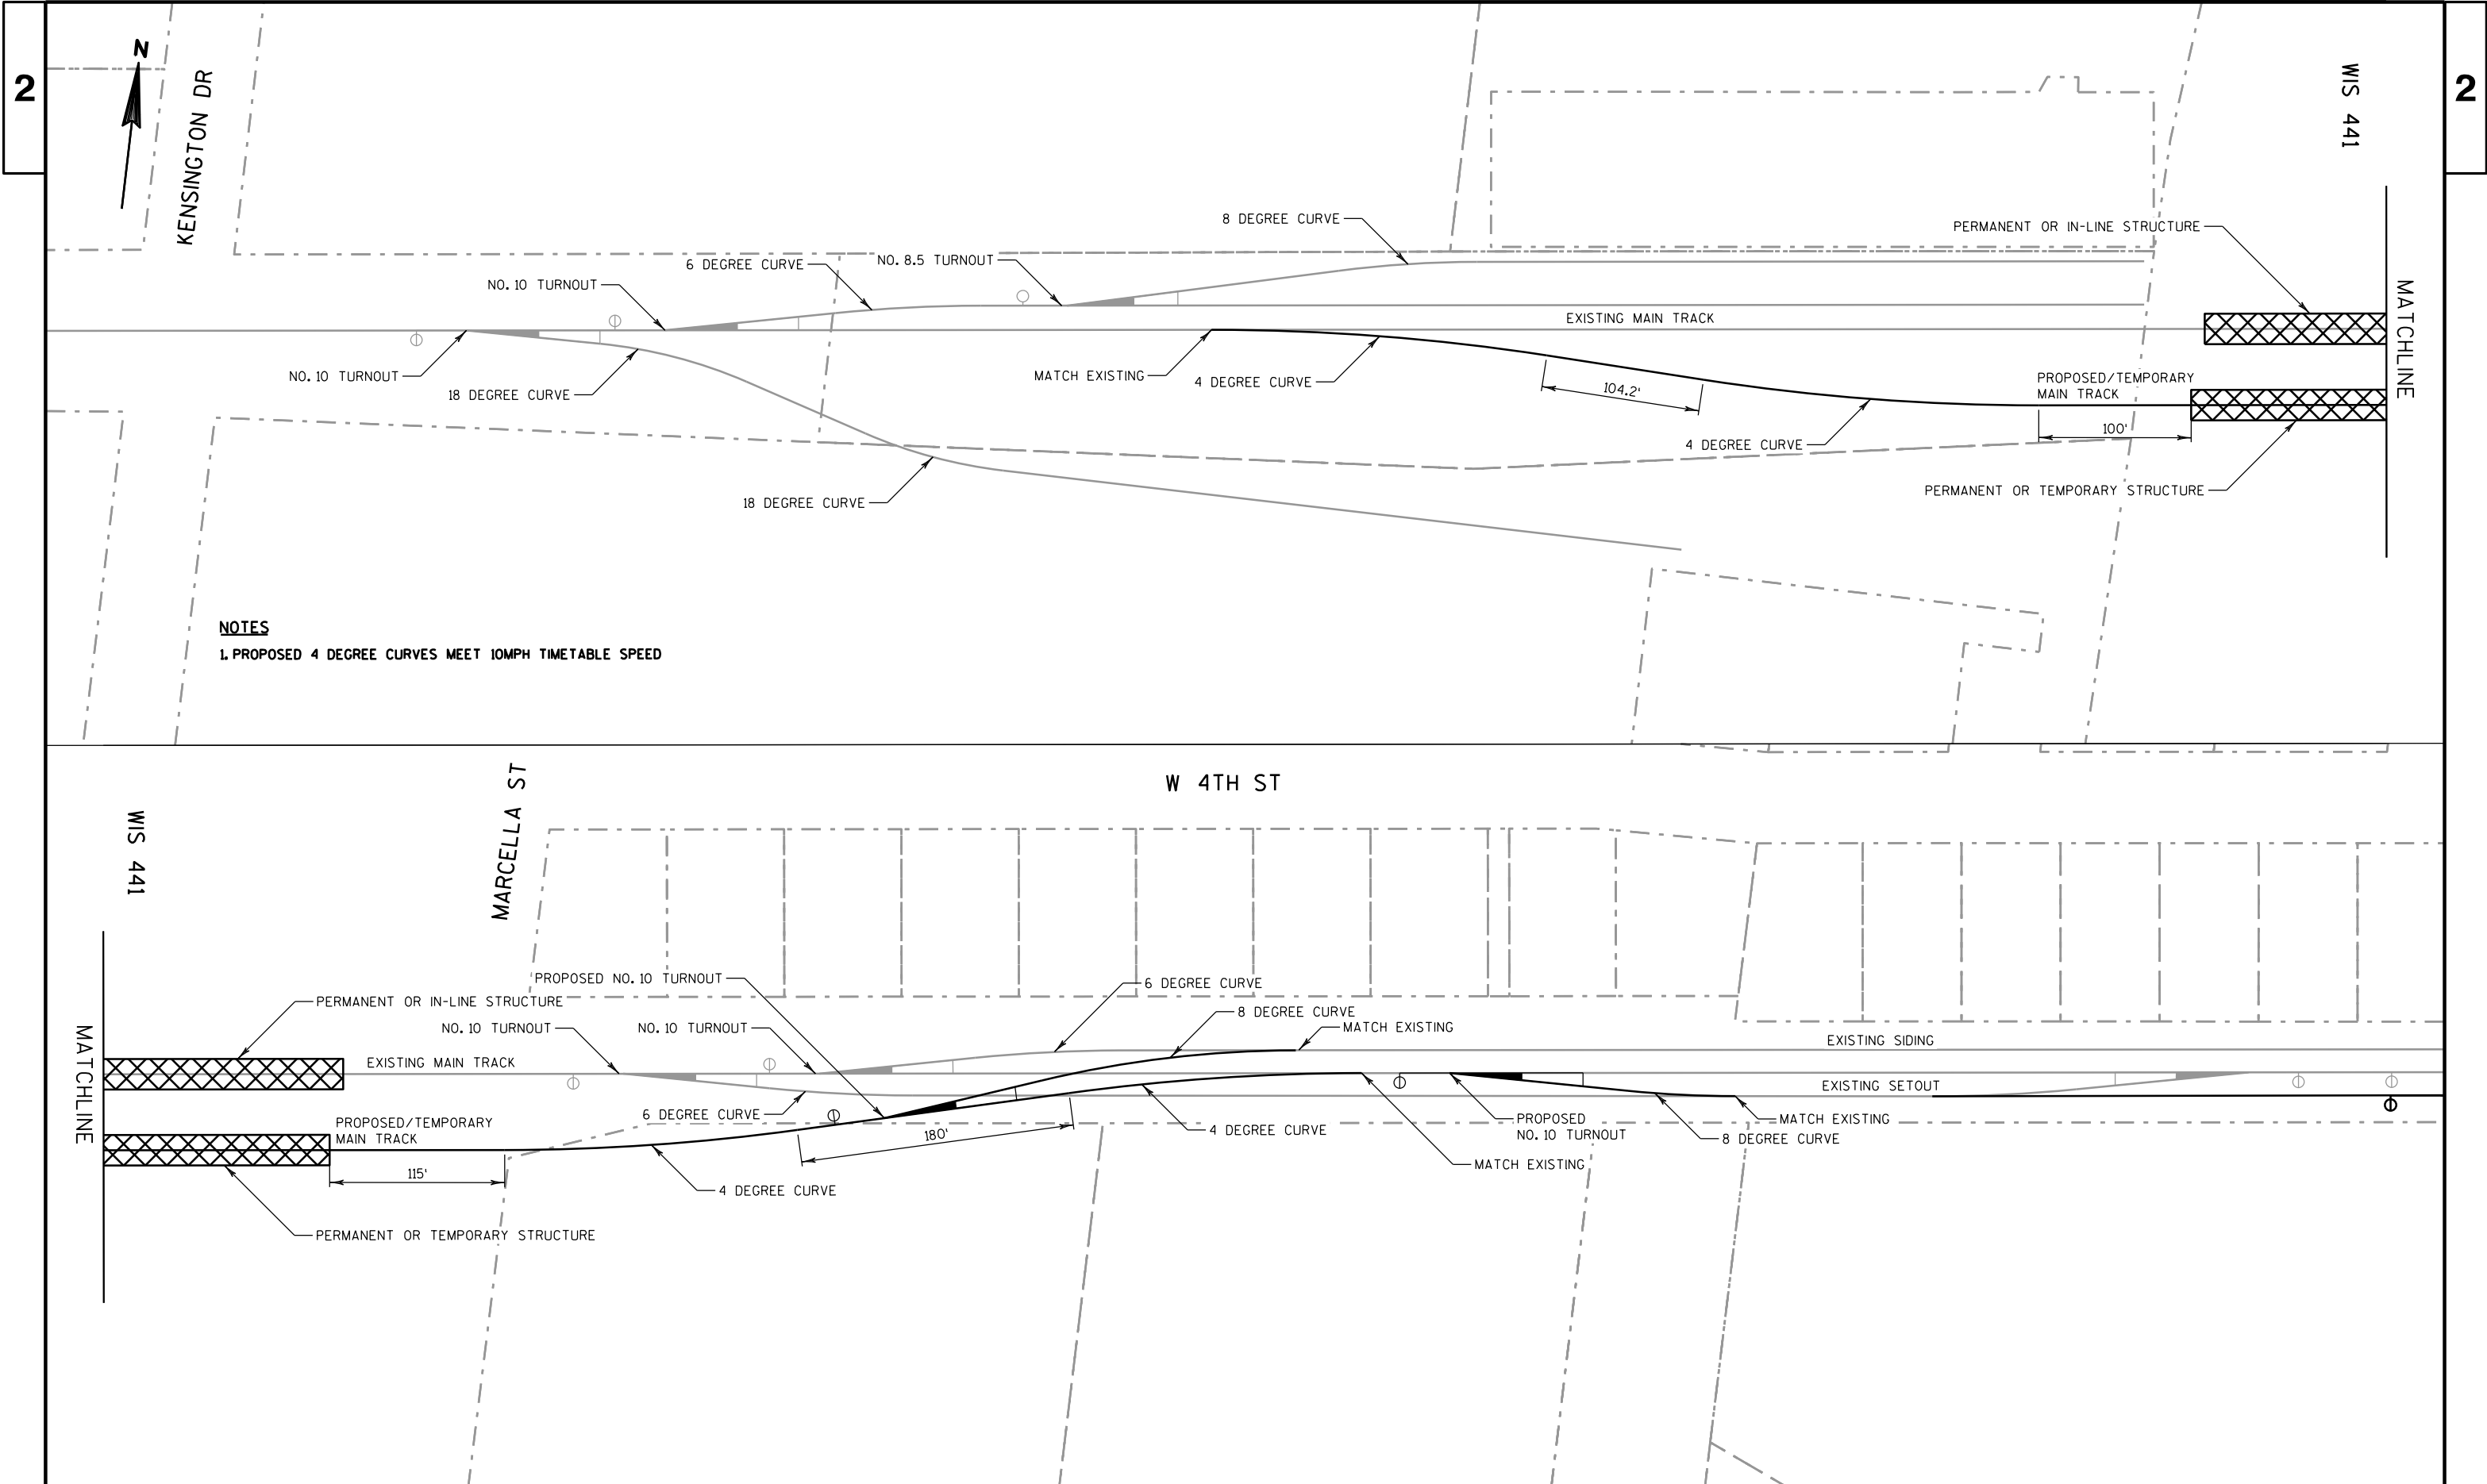 2
2
N
KENSINGTON DR
WIS 441
8 DEGREE CURVE
PERMANENT OR IN-LINE STRUCTURE
6 DEGREE CURVE
NO. 8.5 TURNOUT
NO. 10 TURNOUT
EXISTING MAIN TRACK
MATCHLINE
NO. 10 TURNOUT
18 DEGREE CURVE
MATCH EXISTING
4 DEGREE CURVE
104.2'
PROPOSED/TEMPORARY
MAIN TRACK
100'
4 DEGREE CURVE
18 DEGREE CURVE
PERMANENT OR TEMPORARY STRUCTURE
NOTES
1. PROPOSED 4 DEGREE CURVES MEET 10MPH TIMETABLE SPEED
W 4TH ST
WIS 441
MARCELLA ST
PROPOSED NO. 10 TURNOUT
6 DEGREE CURVE
PERMANENT OR IN-LINE STRUCTURE
8 DEGREE CURVE
NO. 10 TURNOUT
NO. 10 TURNOUT
MATCH EXISTING
EXISTING SIDING
MATCHLINE
EXISTING MAIN TRACK
EXISTING SETOUT
6 DEGREE CURVE
PROPOSED/TEMPORARY
MAIN TRACK
180'
4 DEGREE CURVE
PROPOSED
NO. 10 TURNOUT
MATCH EXISTING
8 DEGREE CURVE
MATCH EXISTING
115'
4 DEGREE CURVE
PERMANENT OR TEMPORARY STRUCTURE